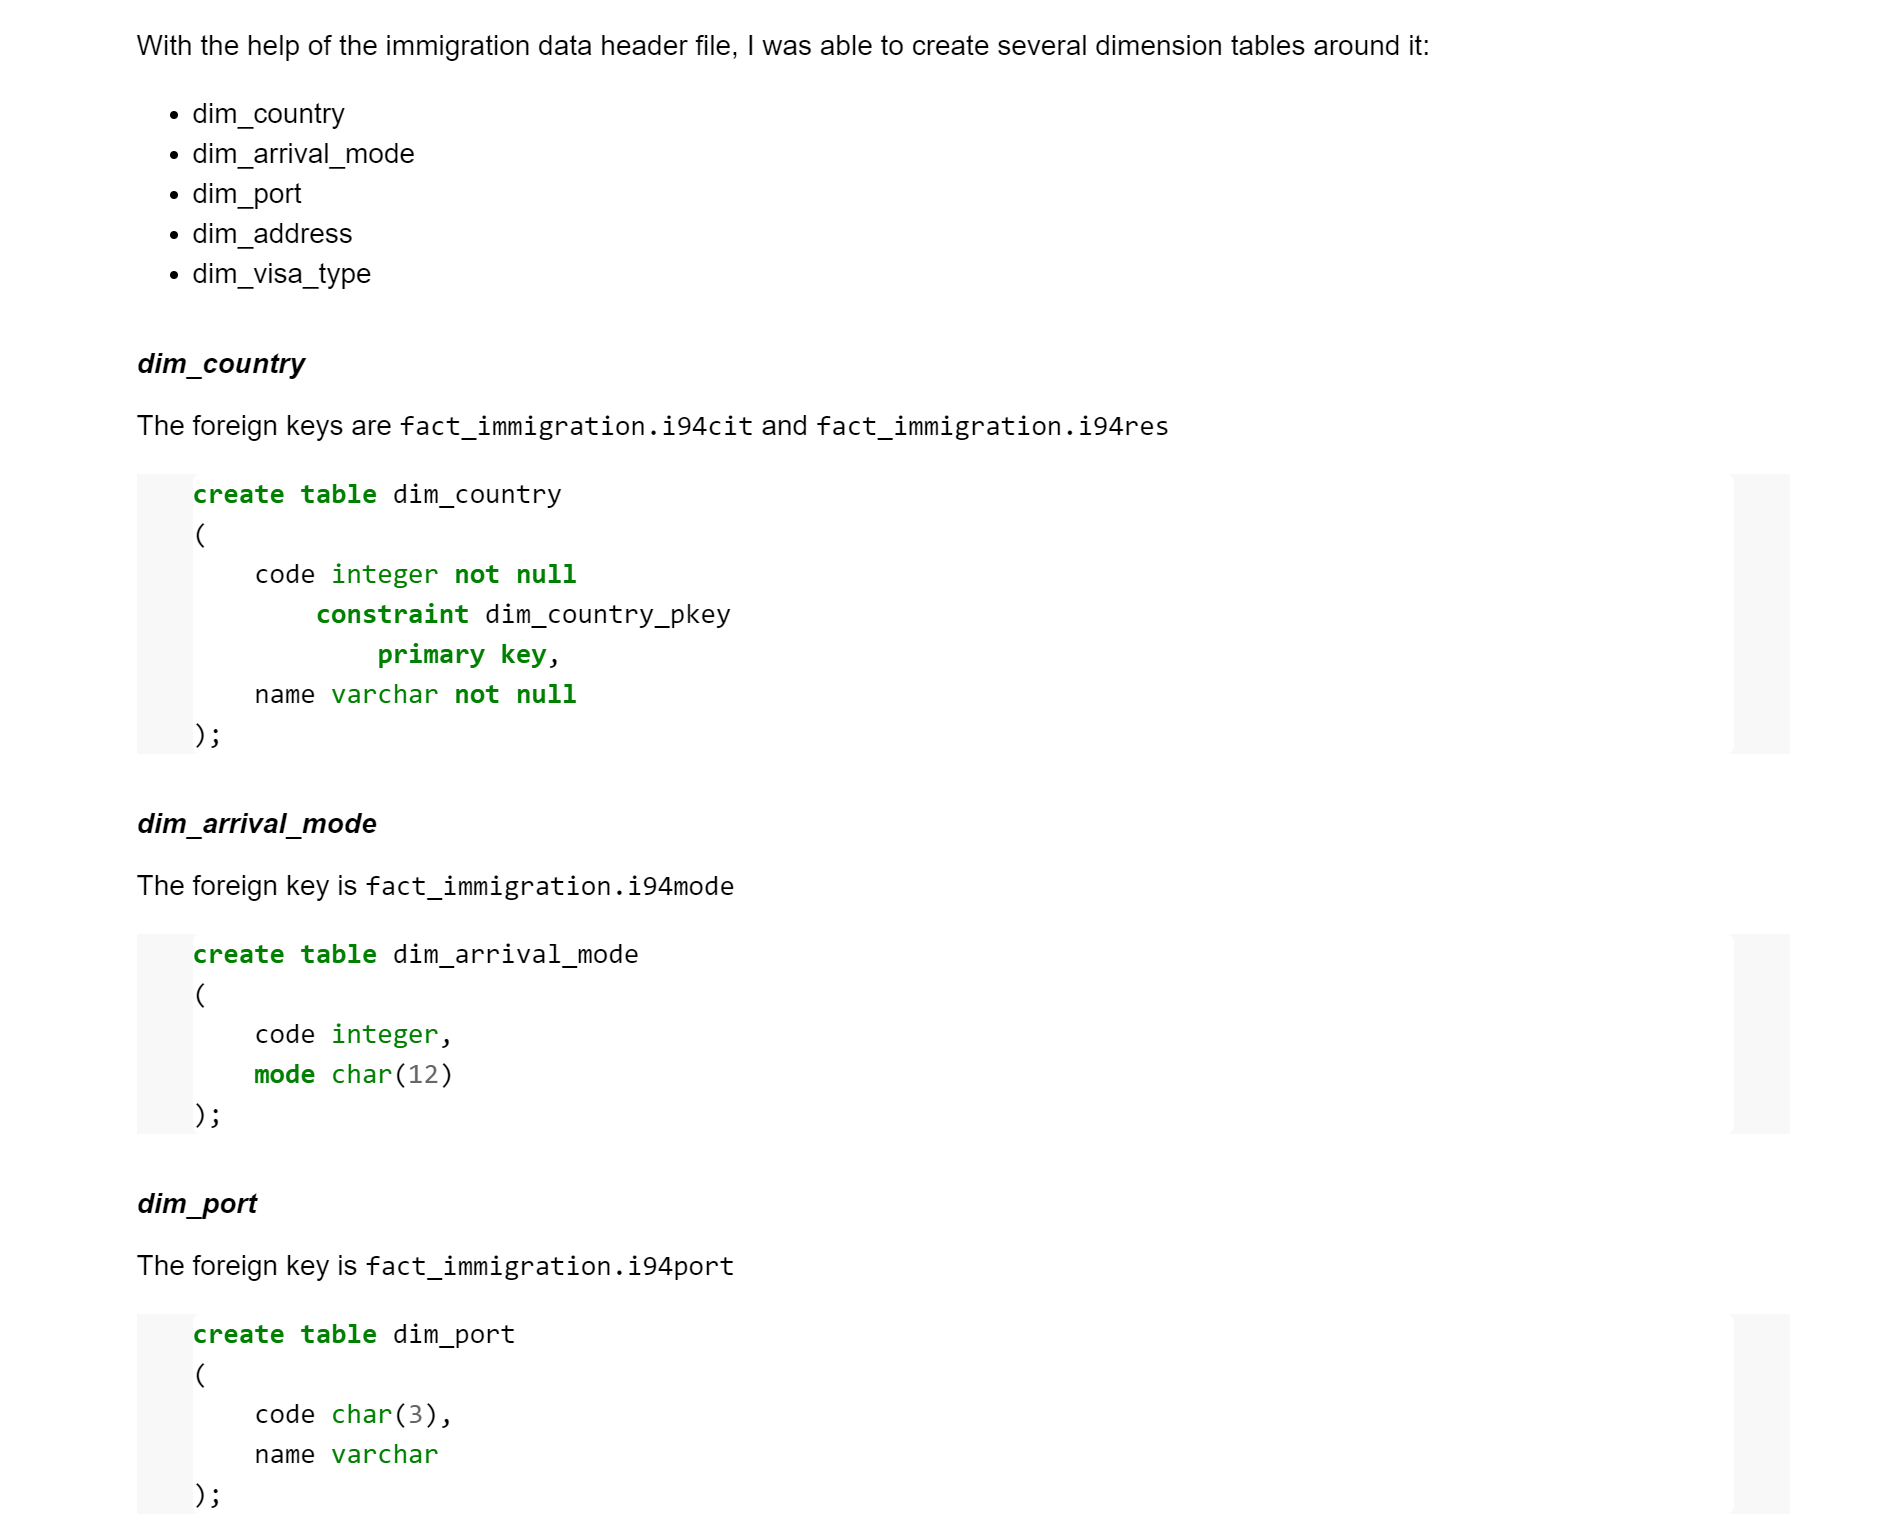 With the help of the immigration data header file, I was able to create several dimension tables around it:
• dim_country
• dim_arrival_mode
• dim_port
• dim_address
• dim_visa_type
dim_country
The foreign keys are fact_immigration.i94cit and fact_immigration.i94res
create table dim_country
(
    code integer not null
        constraint dim_country_pkey
            primary key,
    name varchar not null
);
dim_arrival_mode
The foreign key is fact_immigration.i94mode
create table dim_arrival_mode
(
    code integer,
    mode char(12)
);
dim_port
The foreign key is fact_immigration.i94port
create table dim_port
(
    code char(3),
    name varchar
);